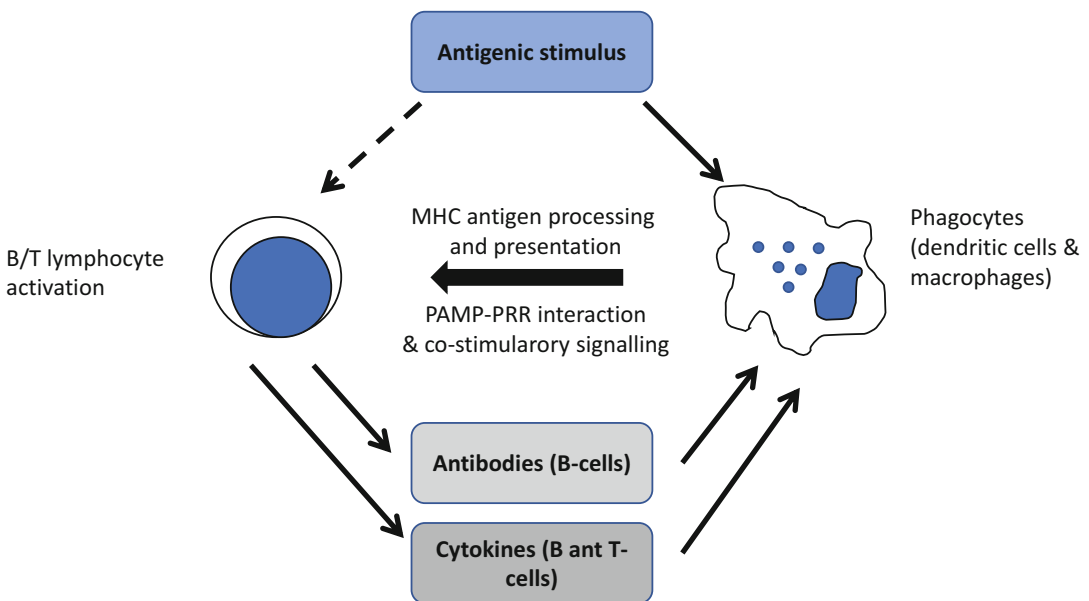 Antigenic stimulus
MHC antigen processing
and presentation
PAMP-PRR interaction
& co-stimularory signalling
B/T lymphocyte
activation
Phagocytes
(dendritic cells &
macrophages)
Antibodies (B-cells)
Cytokines (B ant T-
cells)